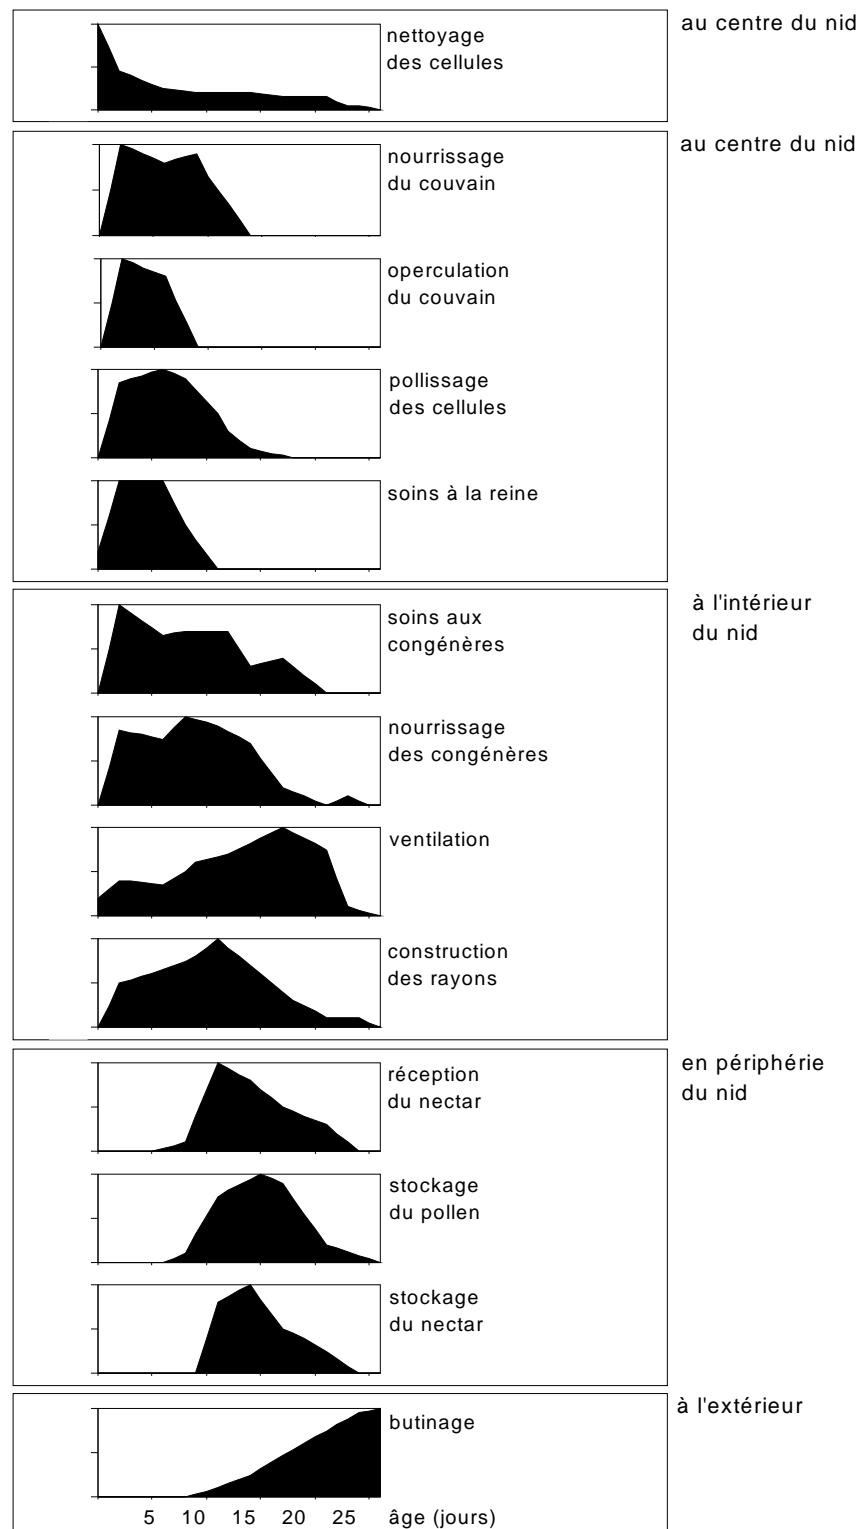 nettoyage
des cellules
au centre du nid
nourrissage
du couvain
au centre du nid
operculation
du couvain
pollissage
des cellules
soins à la reine
soins aux
congénères
à l'intérieur
du nid
nourrissage
des congénères
ventilation
construction
des rayons
réception
du nectar
en périphérie
du nid
stockage
du pollen
stockage
du nectar
butinage
à l'extérieur
5 10 15 20 25 âge (jours)